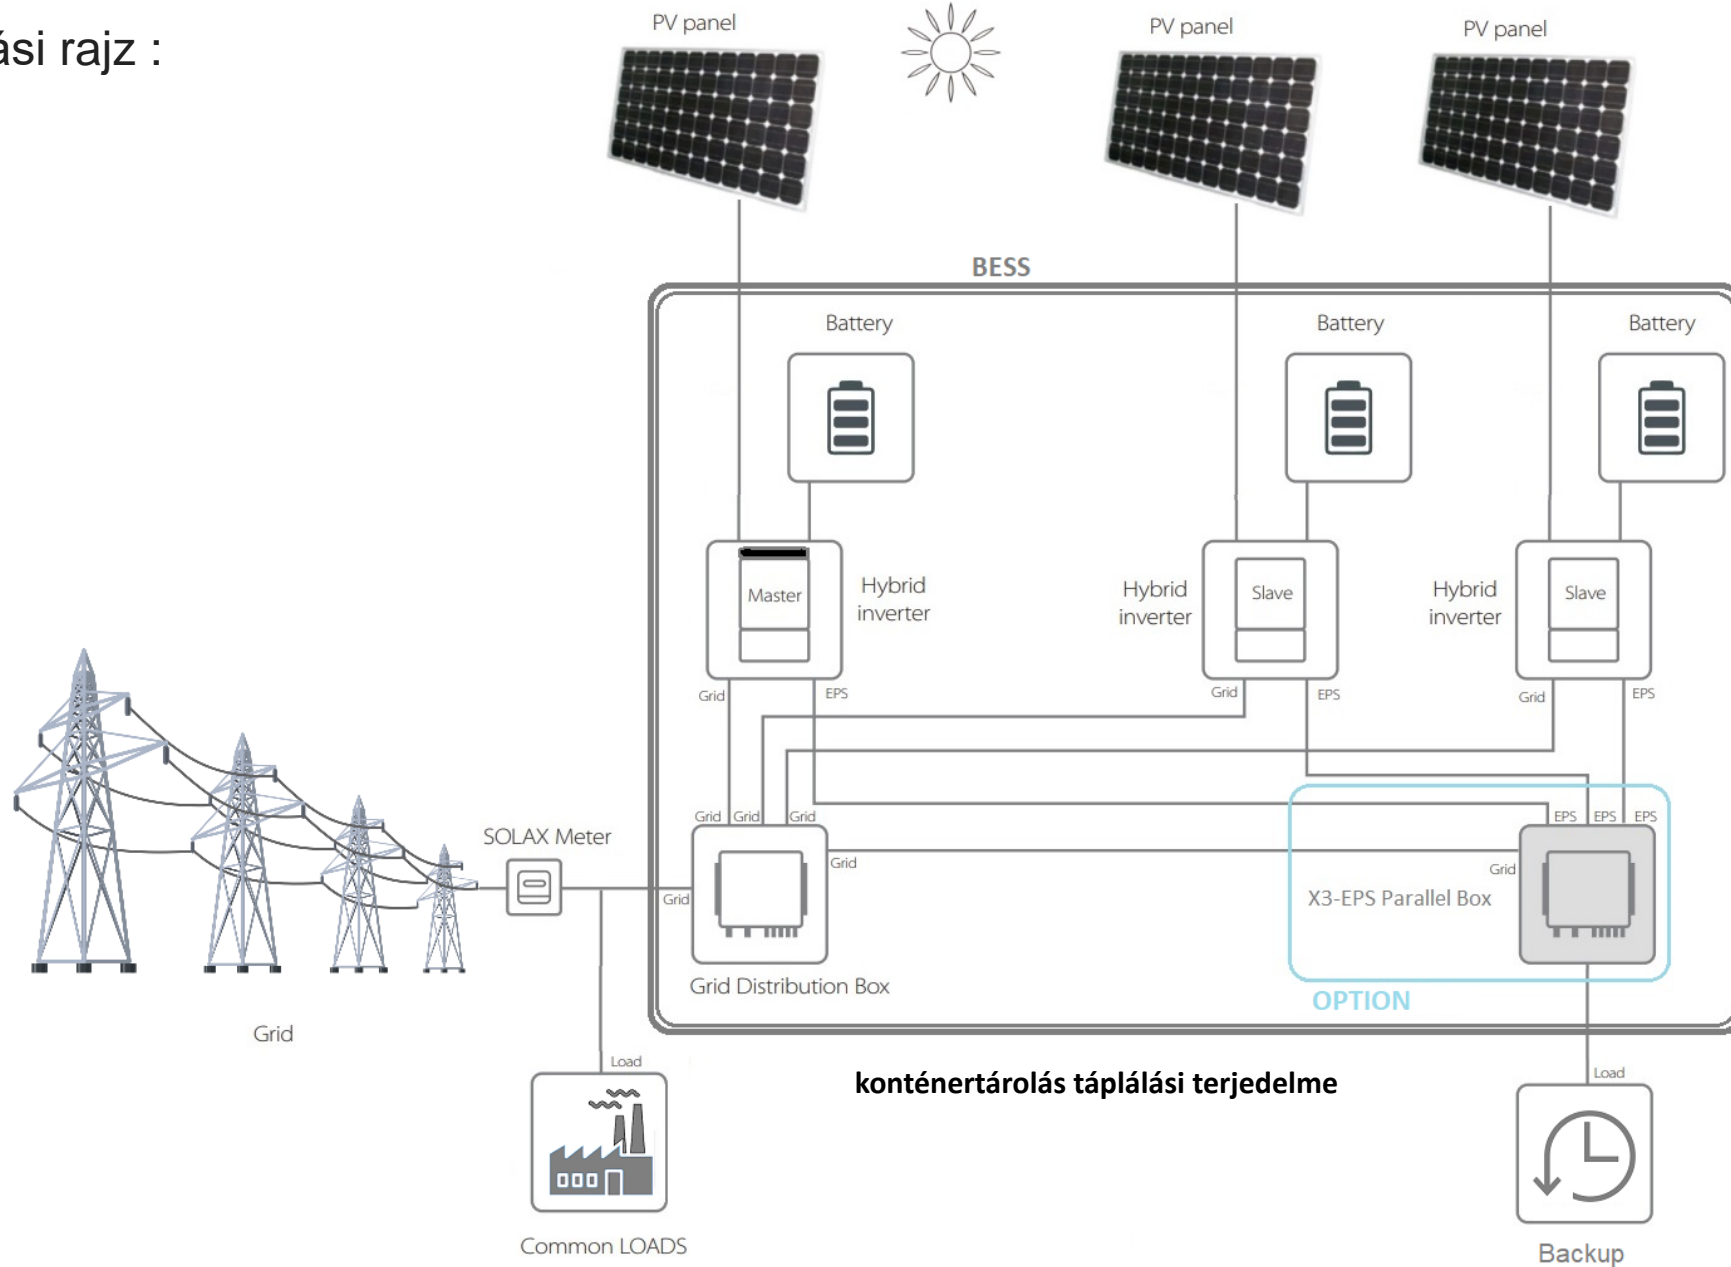 ási rajz :
PV panel
PV panel
PV panel
BESS
Battery
Battery
Battery
Master
Hybrid
inverter
Hybrid
inverter
Slave
Hybrid
inverter
Slave
Grid
EPS
Grid
EPS
Grid
EPS
Grid
Grid
Grid
EPS
EPS
EPS
SOLAX Meter
Grid
Grid
Grid
X3-EPS Parallel Box
Grid Distribution Box
OPTION
Grid
Load
konténertárolás táplálási terjedelme
Load
Common LOADS
Backup